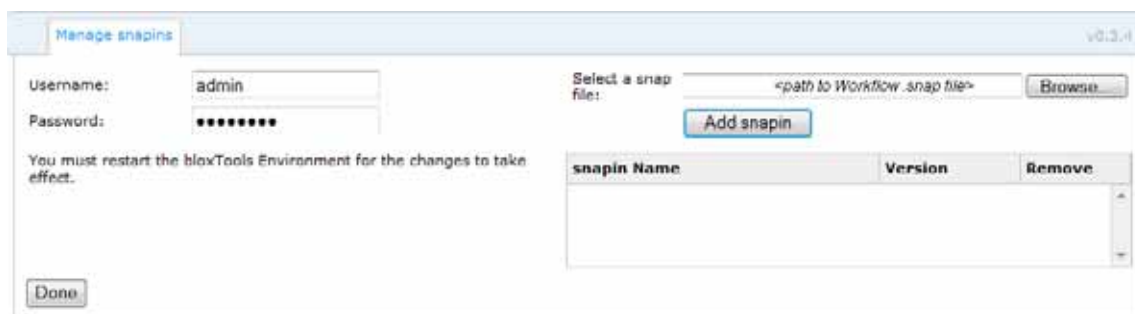 Manage snapins
v0.3.4
Username:
admin
Password:
••••••••
You must restart the bloxTools Environment for the changes to take
effect.
Select a snap
file:
<path to Workflow .snap file>
Browse...
Add snapin
snapin Name Version Remove
Done